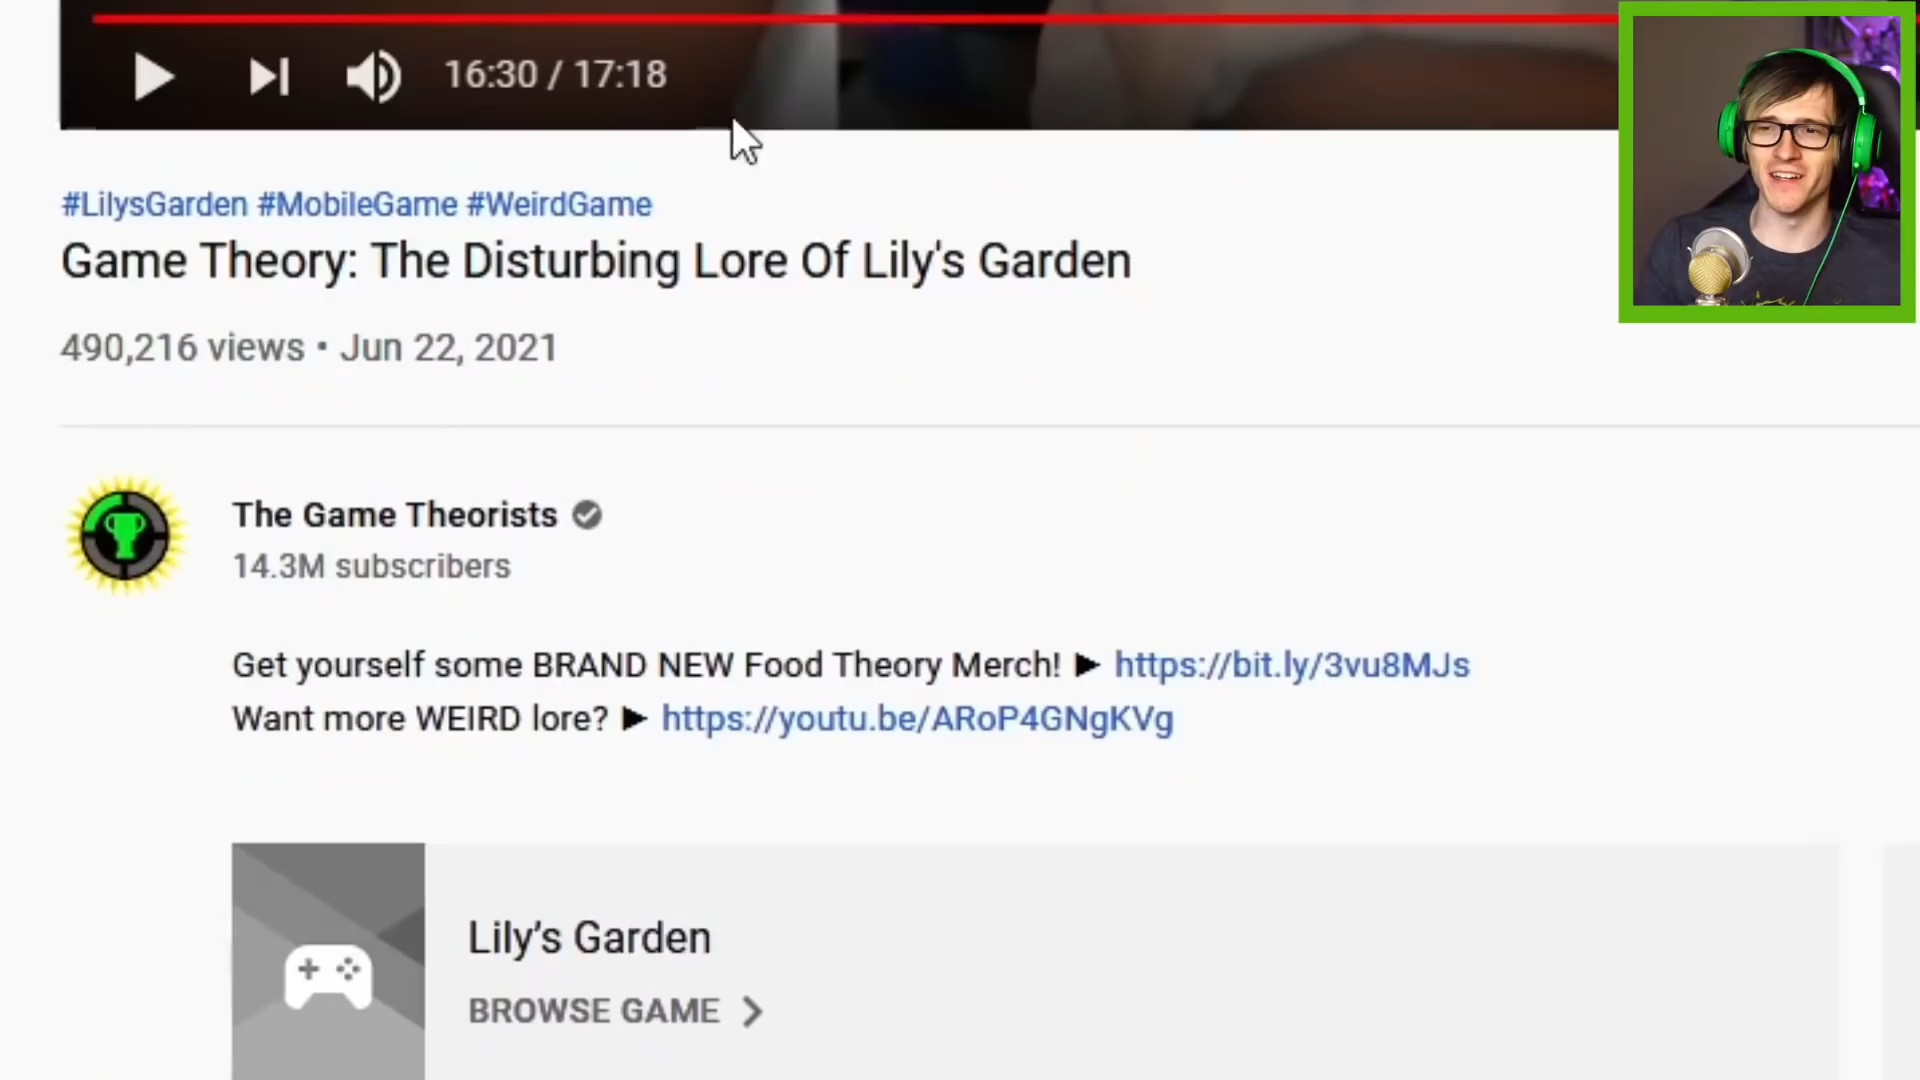 16:30 / 17:18
#LilysGarden #MobileGame #WeirdGame
Game Theory: The Disturbing Lore Of Lily's Garden
490,216 views • Jun 22, 2021
The Game Theorists
14.3M subscribers
Get yourself some BRAND NEW Food Theory Merch! ► https://bit.ly/3vu8MJs
Want more WEIRD lore? ► https://youtu.be/ARoP4GNgKVg
Lily’s Garden
BROWSE GAME